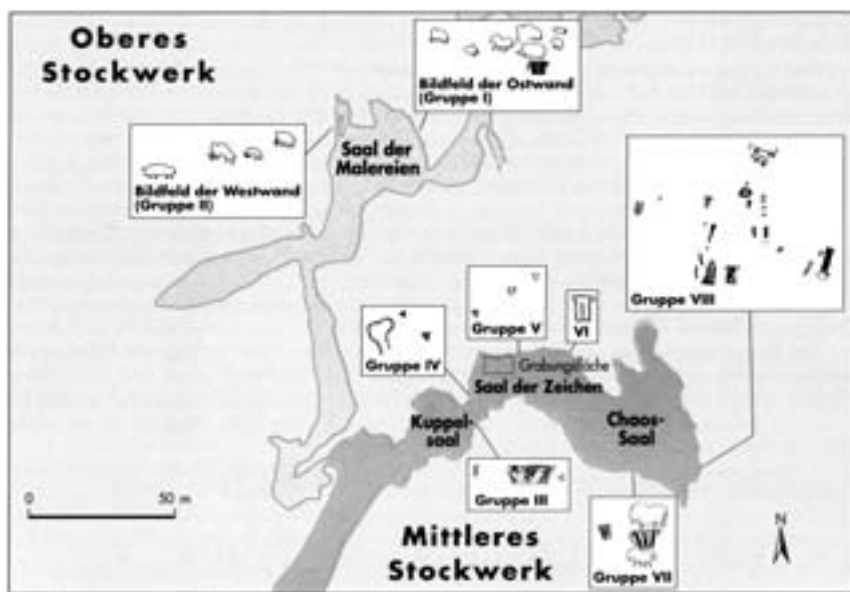 Oberes
Stockwerk
Bildfeld der Ostwand
(Gruppe I)
Saal der
Malereien
Bildfeld der Westwand
(Gruppe II)
Gruppe VIII
Gruppe V
VI
Gruppe IV
Grabungsfläche
Saal der Zeichen
Kuppel-
saal
Chaos-
Saal
Gruppe III
0 50 m
Mittleres
Stockwerk
N
Gruppe VII